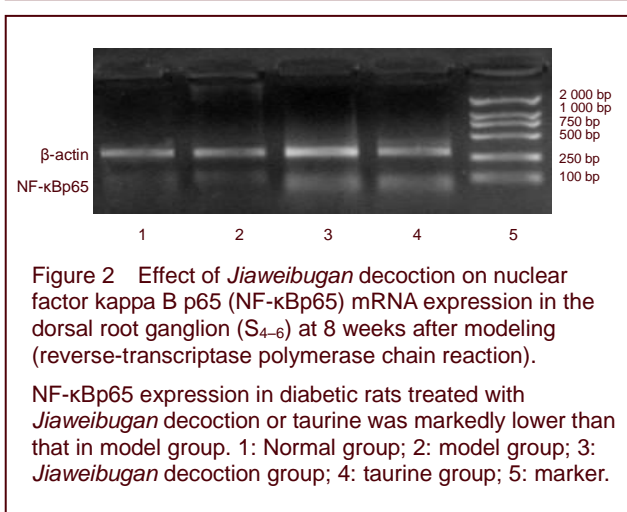 2 000 bp
1 000 bp
750 bp
500 bp
250 bp
100 bp
β-actin
NF-κBp65
1 2 3 4 5
Figure 2 Effect of Jiaweibugan decoction on nuclear
factor kappa B p65 (NF-κBp65) mRNA expression in the
dorsal root ganglion (S4–6) at 8 weeks after modeling
(reverse-transcriptase polymerase chain reaction).
NF-κBp65 expression in diabetic rats treated with
Jiaweibugan decoction or taurine was markedly lower than
that in model group. 1: Normal group; 2: model group; 3:
Jiaweibugan decoction group; 4: taurine group; 5: marker.